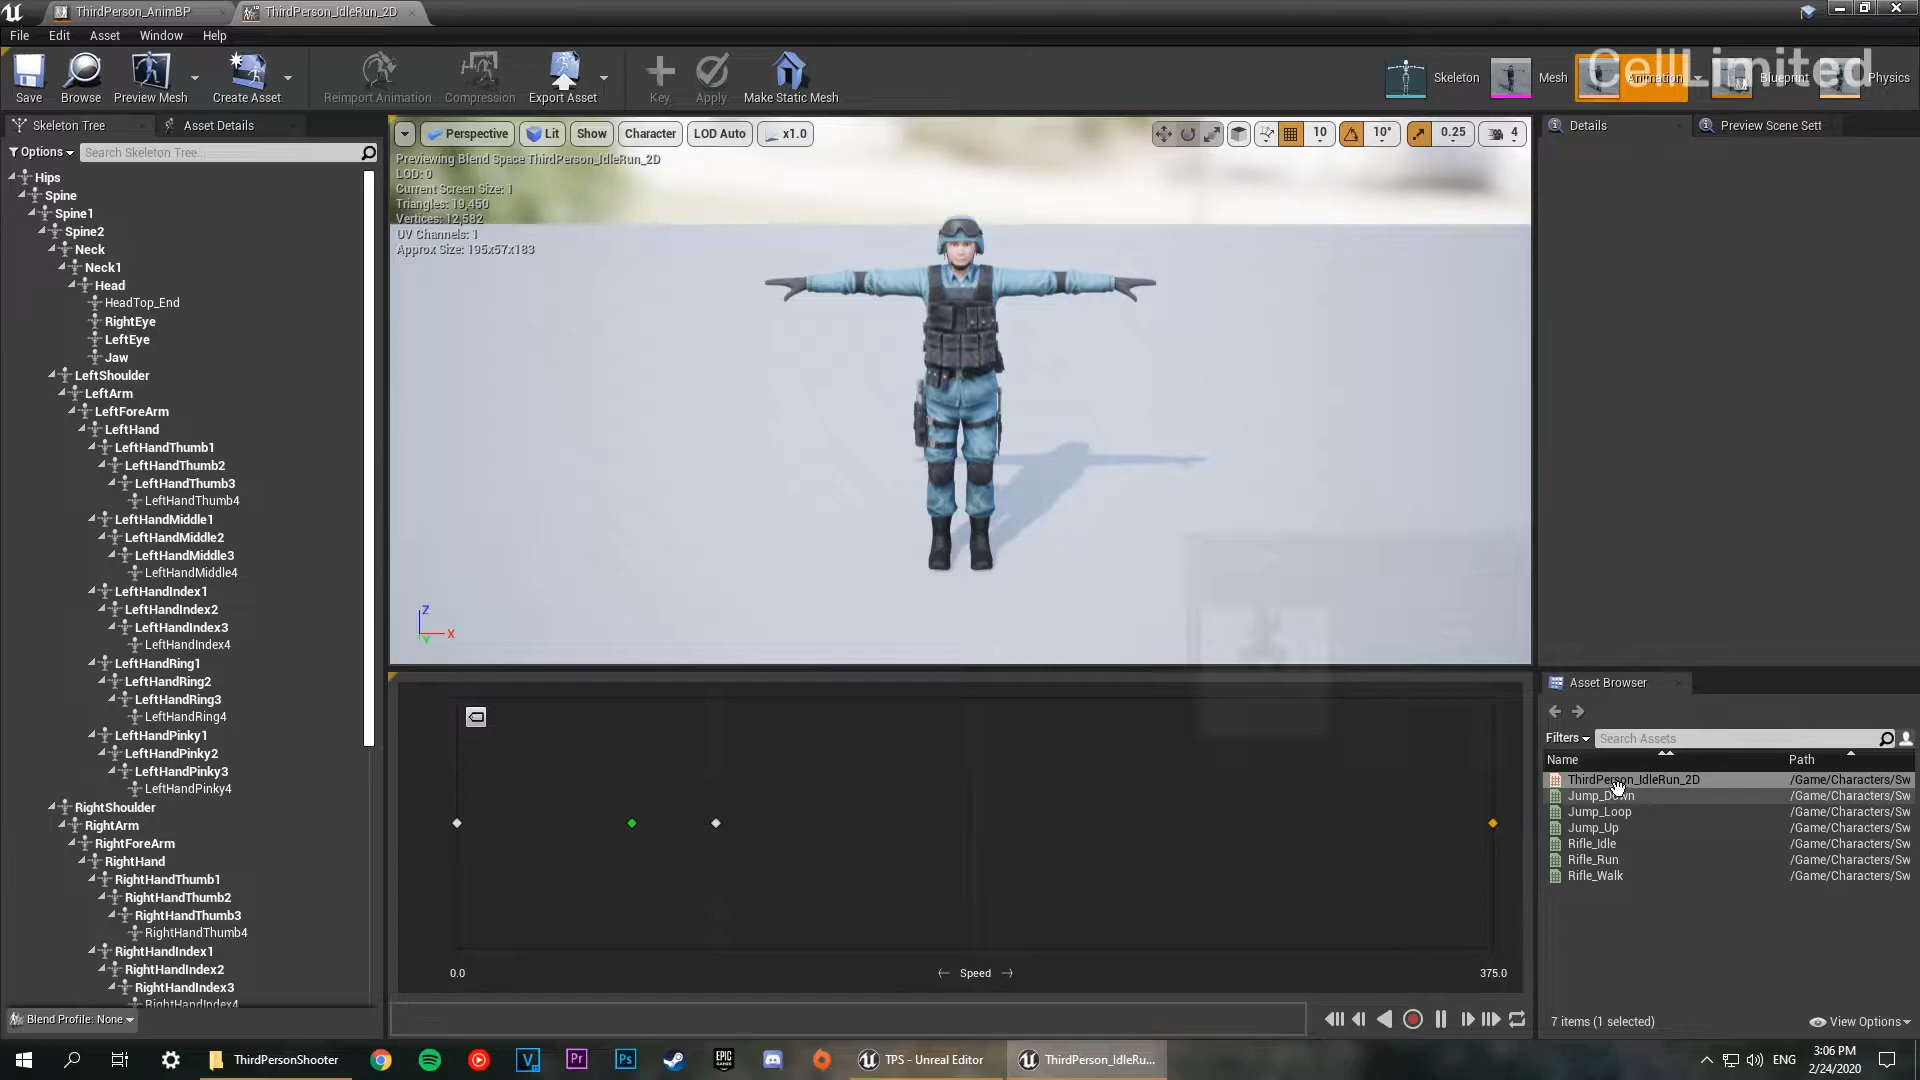 ThirdPerson_AnimBP
ThirdPerson_IdleRun_2D
File Edit Asset Window Help
CellLimited
Save Browse Preview Mesh Create Asset Reimport Animation Compression Export Asset Key Apply Make Static Mesh
Skeleton Mesh Animation Blueprint Physics
Skeleton Tree Asset Details
Options Search Skeleton Tree...
Hips
Spine
Spine1
Spine2
Neck
Neck1
Head
HeadTop_End
RightEye
LeftEye
Jaw
LeftShoulder
LeftArm
LeftForeArm
LeftHand
LeftHandThumb1
LeftHandThumb2
LeftHandThumb3
LeftHandThumb4
LeftHandMiddle1
LeftHandMiddle2
LeftHandMiddle3
LeftHandMiddle4
LeftHandIndex1
LeftHandIndex2
LeftHandIndex3
LeftHandIndex4
LeftHandRing1
LeftHandRing2
LeftHandRing3
LeftHandRing4
LeftHandPinky1
LeftHandPinky2
LeftHandPinky3
LeftHandPinky4
RightShoulder
RightArm
RightForeArm
RightHand
RightHandThumb1
RightHandThumb2
RightHandThumb3
RightHandThumb4
RightHandIndex1
RightHandIndex2
RightHandIndex3
RightHandIndex4
Blend Profile: None
Perspective Lit Show Character LOD Auto x1.0
10 10° 0.25 4
Previewing Blend Space ThirdPerson_IdleRun_2D
LOD: 0
Current Screen Size: 1
Triangles: 19,450
Vertices: 12,582
UV Channels: 1
Approx Size: 195x57x183
Z
X
Y
0.0 Speed 375.0
Details Preview Scene Sett
Asset Browser
Filters Search Assets
Name Path
ThirdPerson_IdleRun_2D /Game/Characters/Sw
Jump_Down /Game/Characters/Sw
Jump_Loop /Game/Characters/Sw
Jump_Up /Game/Characters/Sw
Rifle_Idle /Game/Characters/Sw
Rifle_Run /Game/Characters/Sw
Rifle_Walk /Game/Characters/Sw
7 items (1 selected) View Options
ThirdPersonShooter
V
Pr
Ps
EPIC GAMES
TPS - Unreal Editor
ThirdPerson_IdleRu...
ENG
3:06 PM
2/24/2020